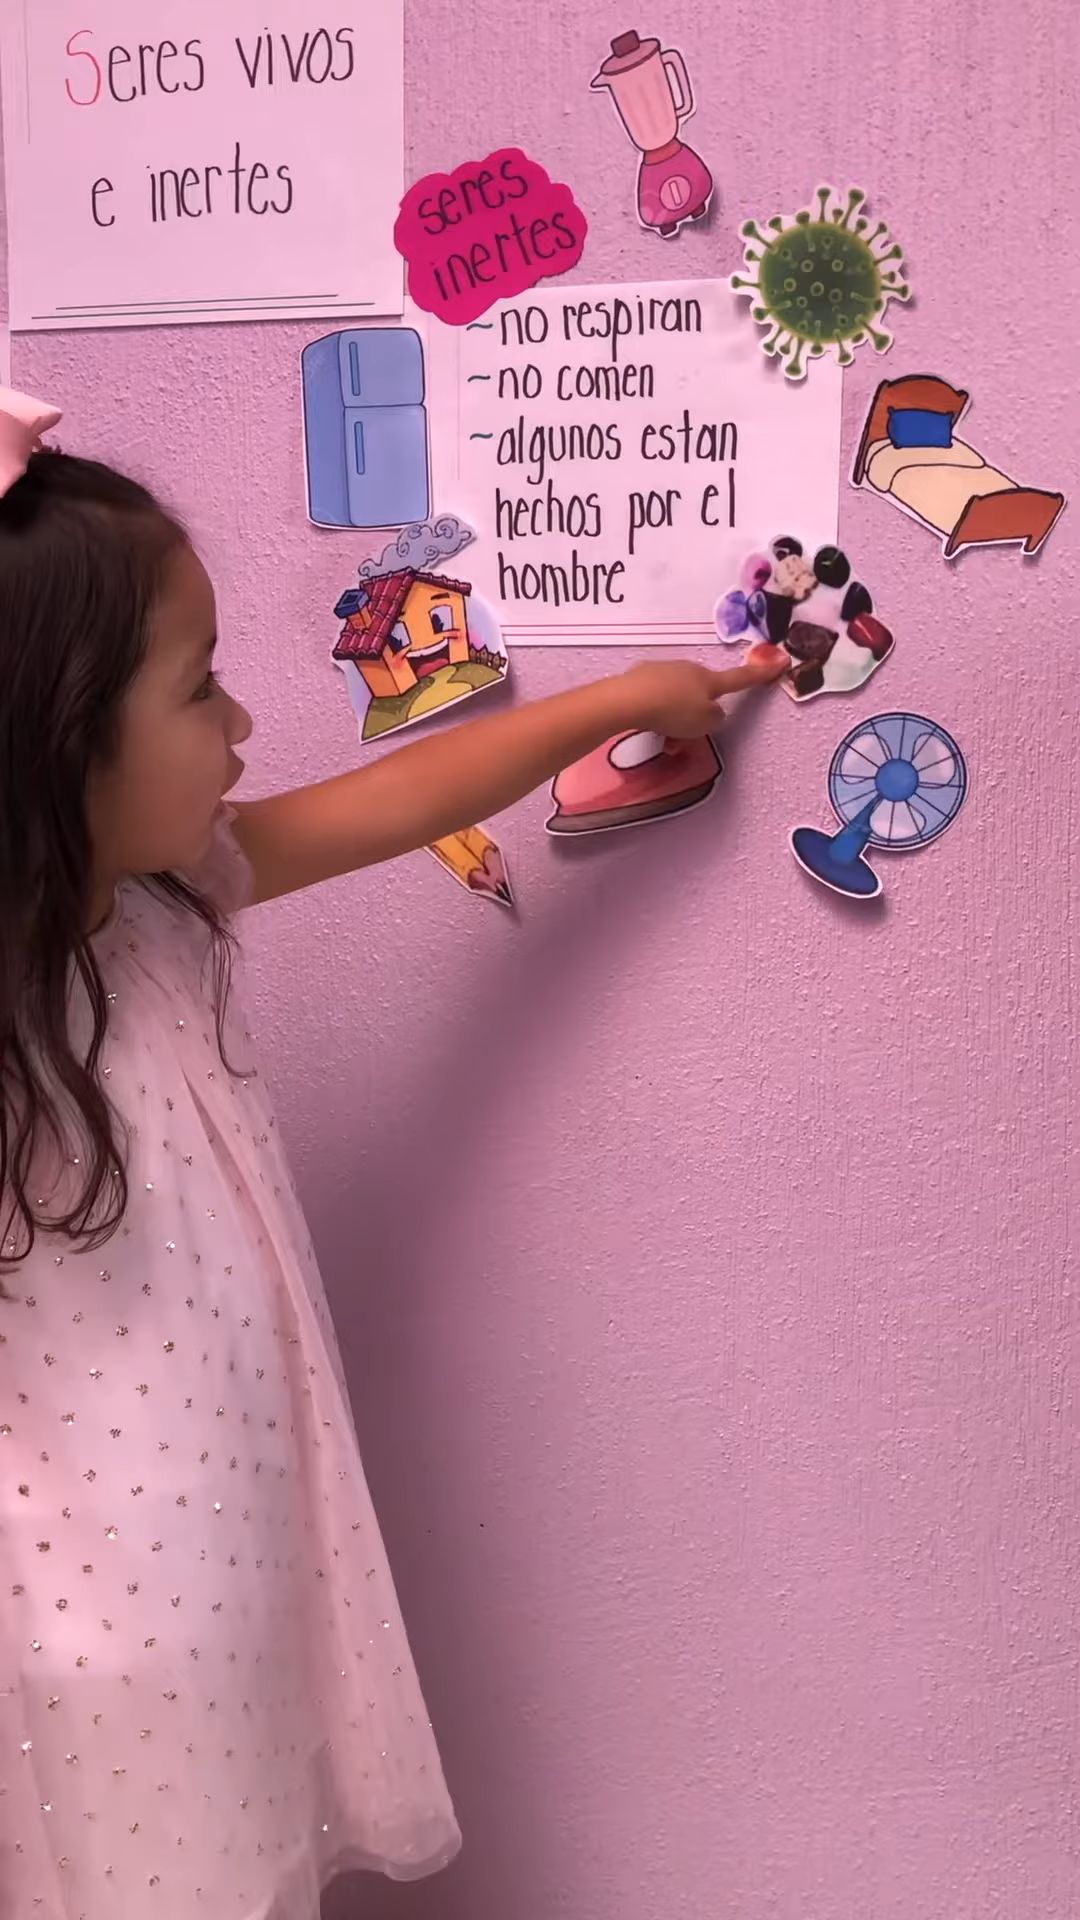 Seres vivos
e inertes
seres
inertes
~no respiran
~no comen
~algunos estan
hechos por el
hombre